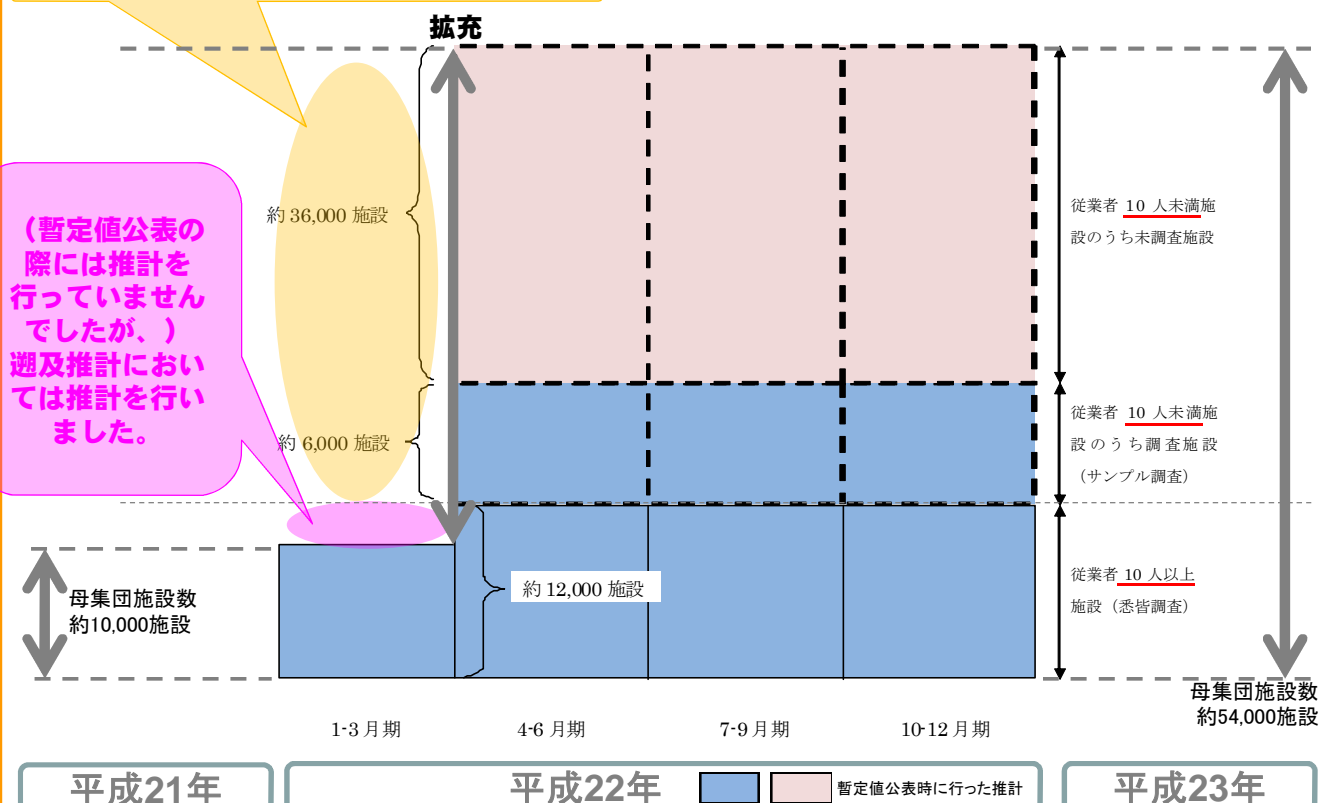 拡充
(暫定値公表の
際には推計を
行っていません
でしたが、)
遡及推計におい
ては推計を行い
ました。
約 36,000 施設
約 6,000 施設
約 12,000 施設
母集団施設数
約10,000施設
従業者 10 人未満施
設のうち未調査施設
従業者 10 人未満施
設のうち調査施設
(サンプル調査)
従業者 10 人以上
施設(悉皆調査)
母集団施設数
約54,000施設
1-3 月期
4-6 月期
7-9 月期
10-12 月期
平成21年
平成22年
暫定値公表時に行った推計
平成23年